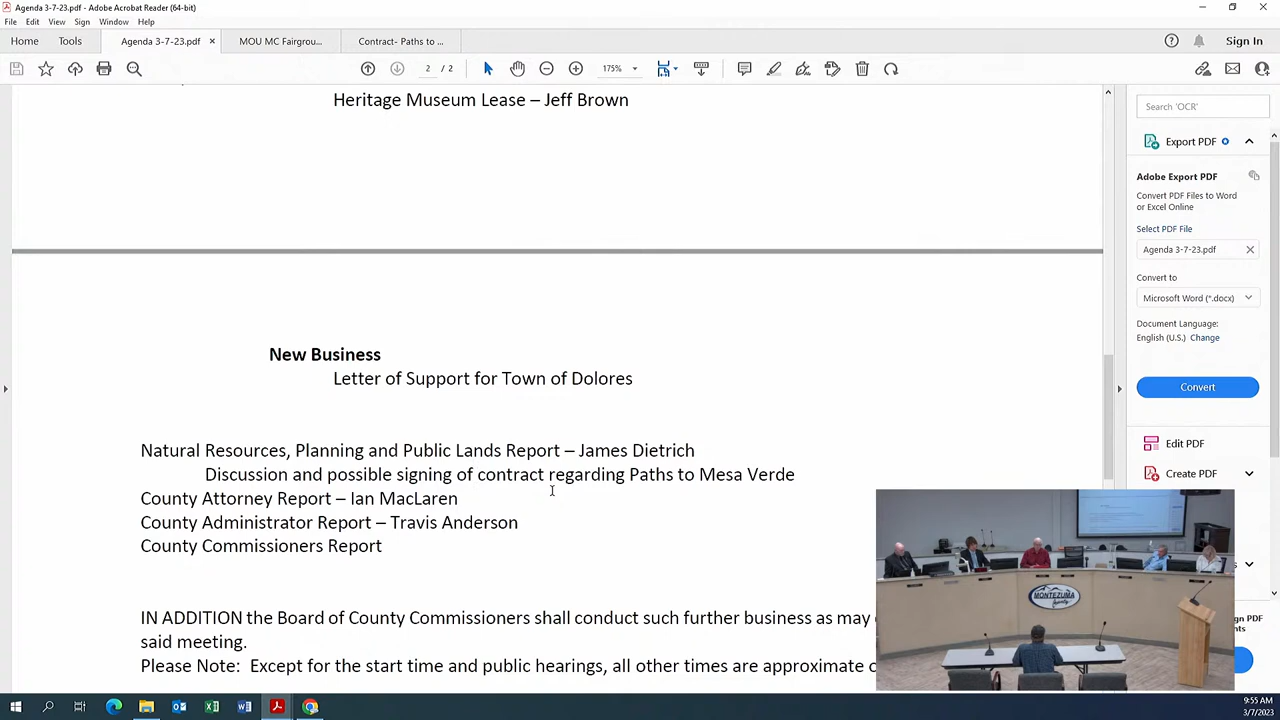 Agenda 3-7-23.pdf - Adobe Acrobat Reader (64-bit)
File Edit View Sign Window Help
Home Tools Agenda 3-7-23.pdf × MOU MC Fairgrou... Contract- Paths to ... Sign In
2 / 2 175%
Heritage Museum Lease – Jeff Brown
New Business
Letter of Support for Town of Dolores
Natural Resources, Planning and Public Lands Report – James Dietrich
Discussion and possible signing of contract regarding Paths to Mesa Verde
County Attorney Report – Ian MacLaren
County Administrator Report – Travis Anderson
County Commissioners Report
IN ADDITION the Board of County Commissioners shall conduct such further business as may
said meeting.
Please Note: Except for the start time and public hearings, all other times are approximate
Search 'OCR'
Export PDF
Adobe Export PDF
Convert PDF Files to Word
or Excel Online
Select PDF File
Agenda 3-7-23.pdf
Convert to
Microsoft Word (*.docx)
Document Language:
English (U.S.) Change
Convert
Edit PDF
Create PDF
MONTEZUMA
County
9:55 AM
3/7/2023